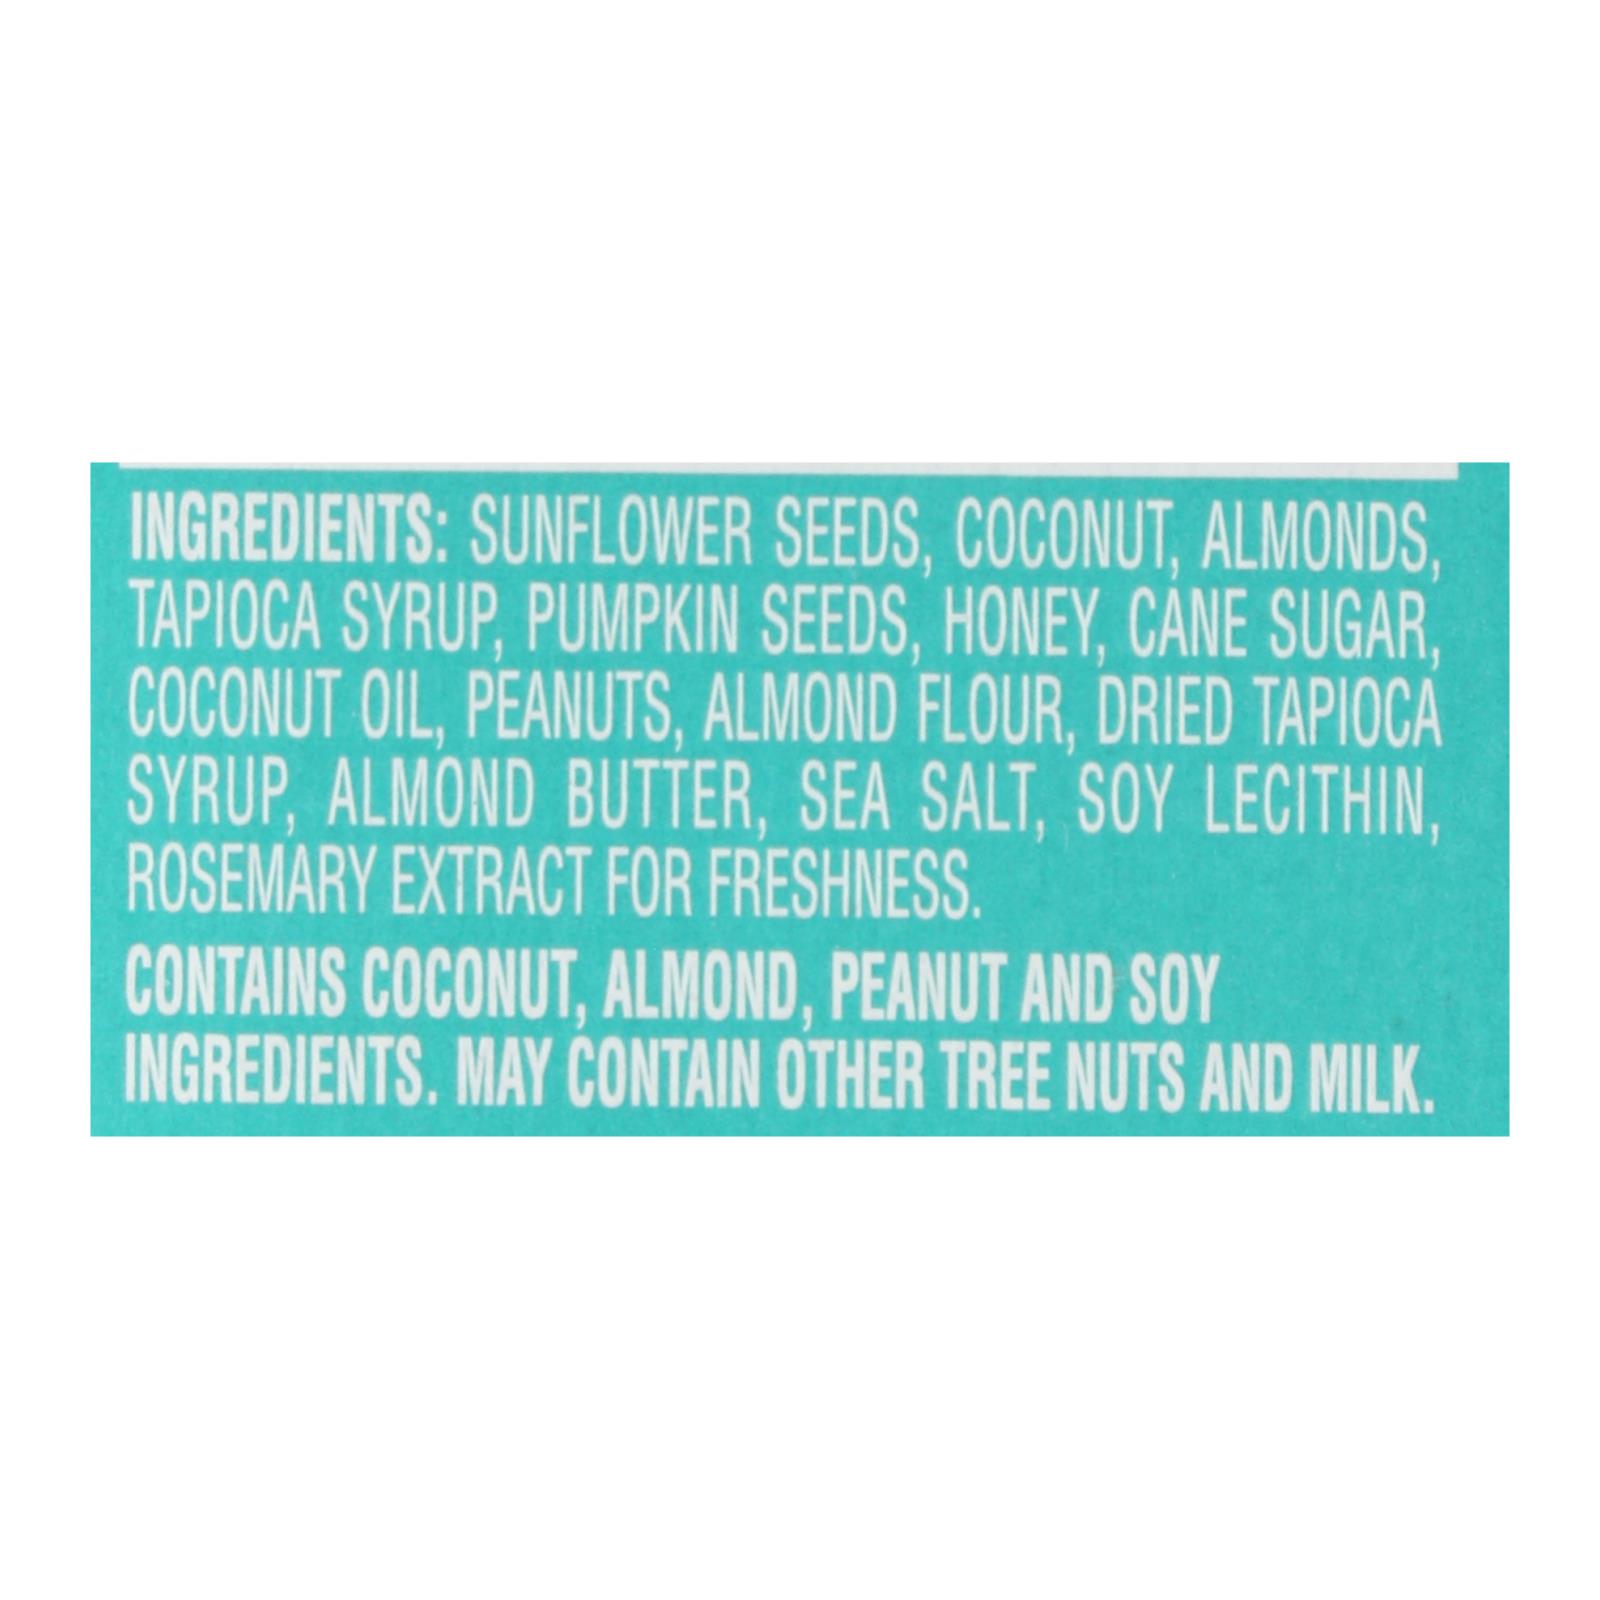 INGREDIENTS: SUNFLOWER SEEDS, COCONUT, ALMONDS,
TAPIOCA SYRUP, PUMPKIN SEEDS, HONEY, CANE SUGAR,
COCONUT OIL, PEANUTS, ALMOND FLOUR, DRIED TAPIOCA
SYRUP, ALMOND BUTTER, SEA SALT, SOY LECITHIN,
ROSEMARY EXTRACT FOR FRESHNESS.
CONTAINS COCONUT, ALMOND, PEANUT AND SOY
INGREDIENTS. MAY CONTAIN OTHER TREE NUTS AND MILK.